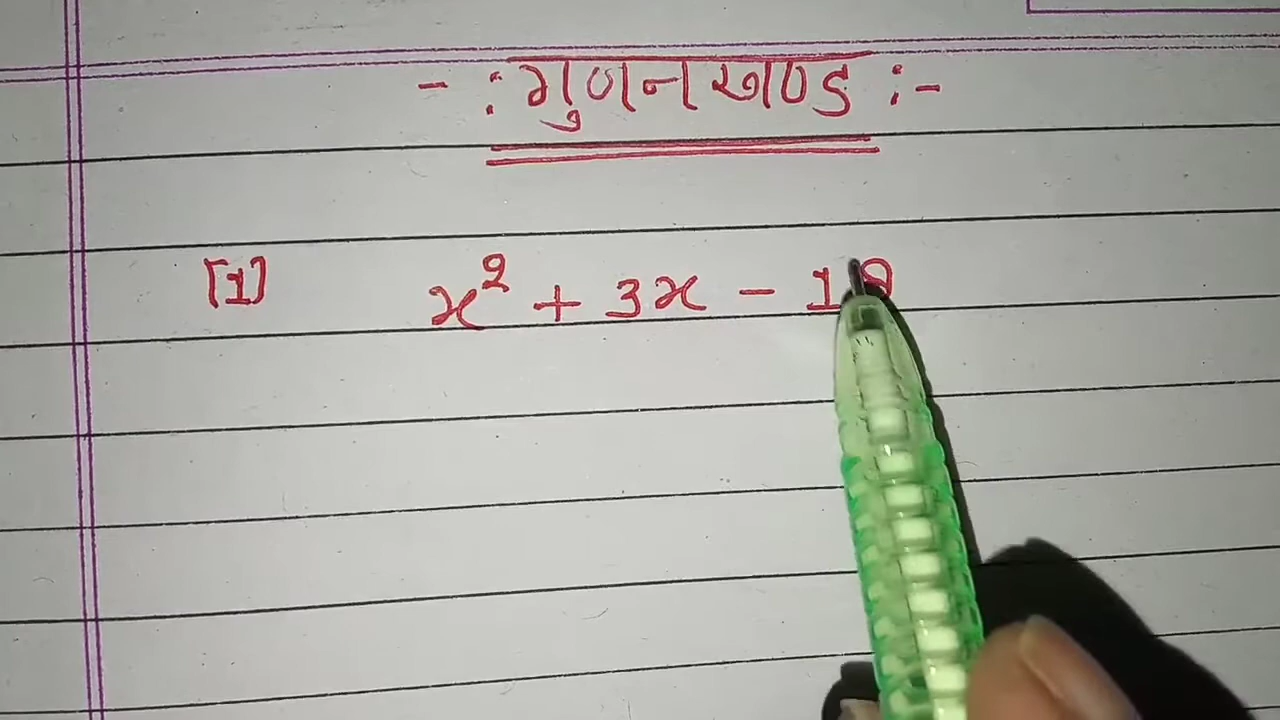 - : गुणनखण्ड :-
[1] x² + 3x -